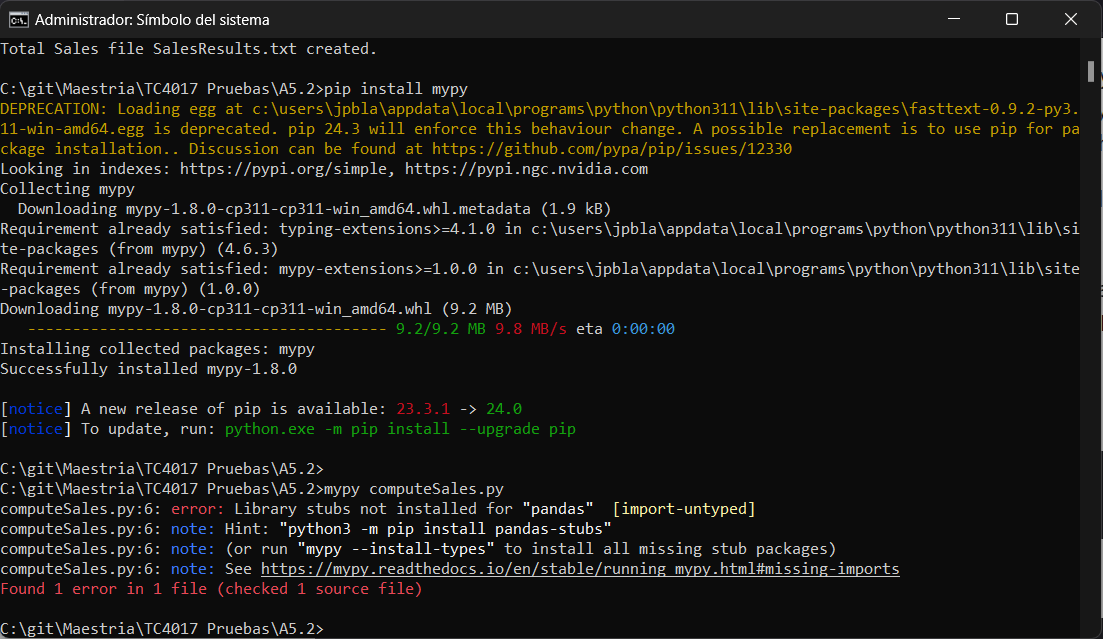 Administrador: Símbolo del sistema
Total Sales file SalesResults.txt created.
C:\git\Maestria\TC4017 Pruebas\A5.2>pip install mypy
DEPRECATION: Loading egg at c:\users\jpbla\appdata\local\programs\python\python311\lib\site-packages\fasttext-0.9.2-py3.
11-win-amd64.egg is deprecated. pip 24.3 will enforce this behaviour change. A possible replacement is to use pip for pa
ckage installation.. Discussion can be found at https://github.com/pypa/pip/issues/12330
Looking in indexes: https://pypi.org/simple, https://pypi.ngc.nvidia.com
Collecting mypy
  Downloading mypy-1.8.0-cp311-cp311-win_amd64.whl.metadata (1.9 kB)
Requirement already satisfied: typing-extensions>=4.1.0 in c:\users\jpbla\appdata\local\programs\python\python311\lib\si
te-packages (from mypy) (4.6.3)
Requirement already satisfied: mypy-extensions>=1.0.0 in c:\users\jpbla\appdata\local\programs\python\python311\lib\site
-packages (from mypy) (1.0.0)
Downloading mypy-1.8.0-cp311-cp311-win_amd64.whl (9.2 MB)
   ---------------------------------------- 9.2/9.2 MB 9.8 MB/s eta 0:00:00
Installing collected packages: mypy
Successfully installed mypy-1.8.0
[notice] A new release of pip is available: 23.3.1 -> 24.0
[notice] To update, run: python.exe -m pip install --upgrade pip
C:\git\Maestria\TC4017 Pruebas\A5.2>
C:\git\Maestria\TC4017 Pruebas\A5.2>mypy computeSales.py
computeSales.py:6: error: Library stubs not installed for "pandas"  [import-untyped]
computeSales.py:6: note: Hint: "python3 -m pip install pandas-stubs"
computeSales.py:6: note: (or run "mypy --install-types" to install all missing stub packages)
computeSales.py:6: note: See https://mypy.readthedocs.io/en/stable/running_mypy.html#missing-imports
Found 1 error in 1 file (checked 1 source file)
C:\git\Maestria\TC4017 Pruebas\A5.2>